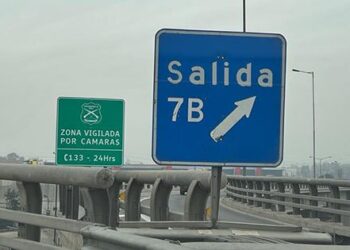 Salida
7B
ZONA VIGILADA
POR CAMARAS
C133 - 24Hrs